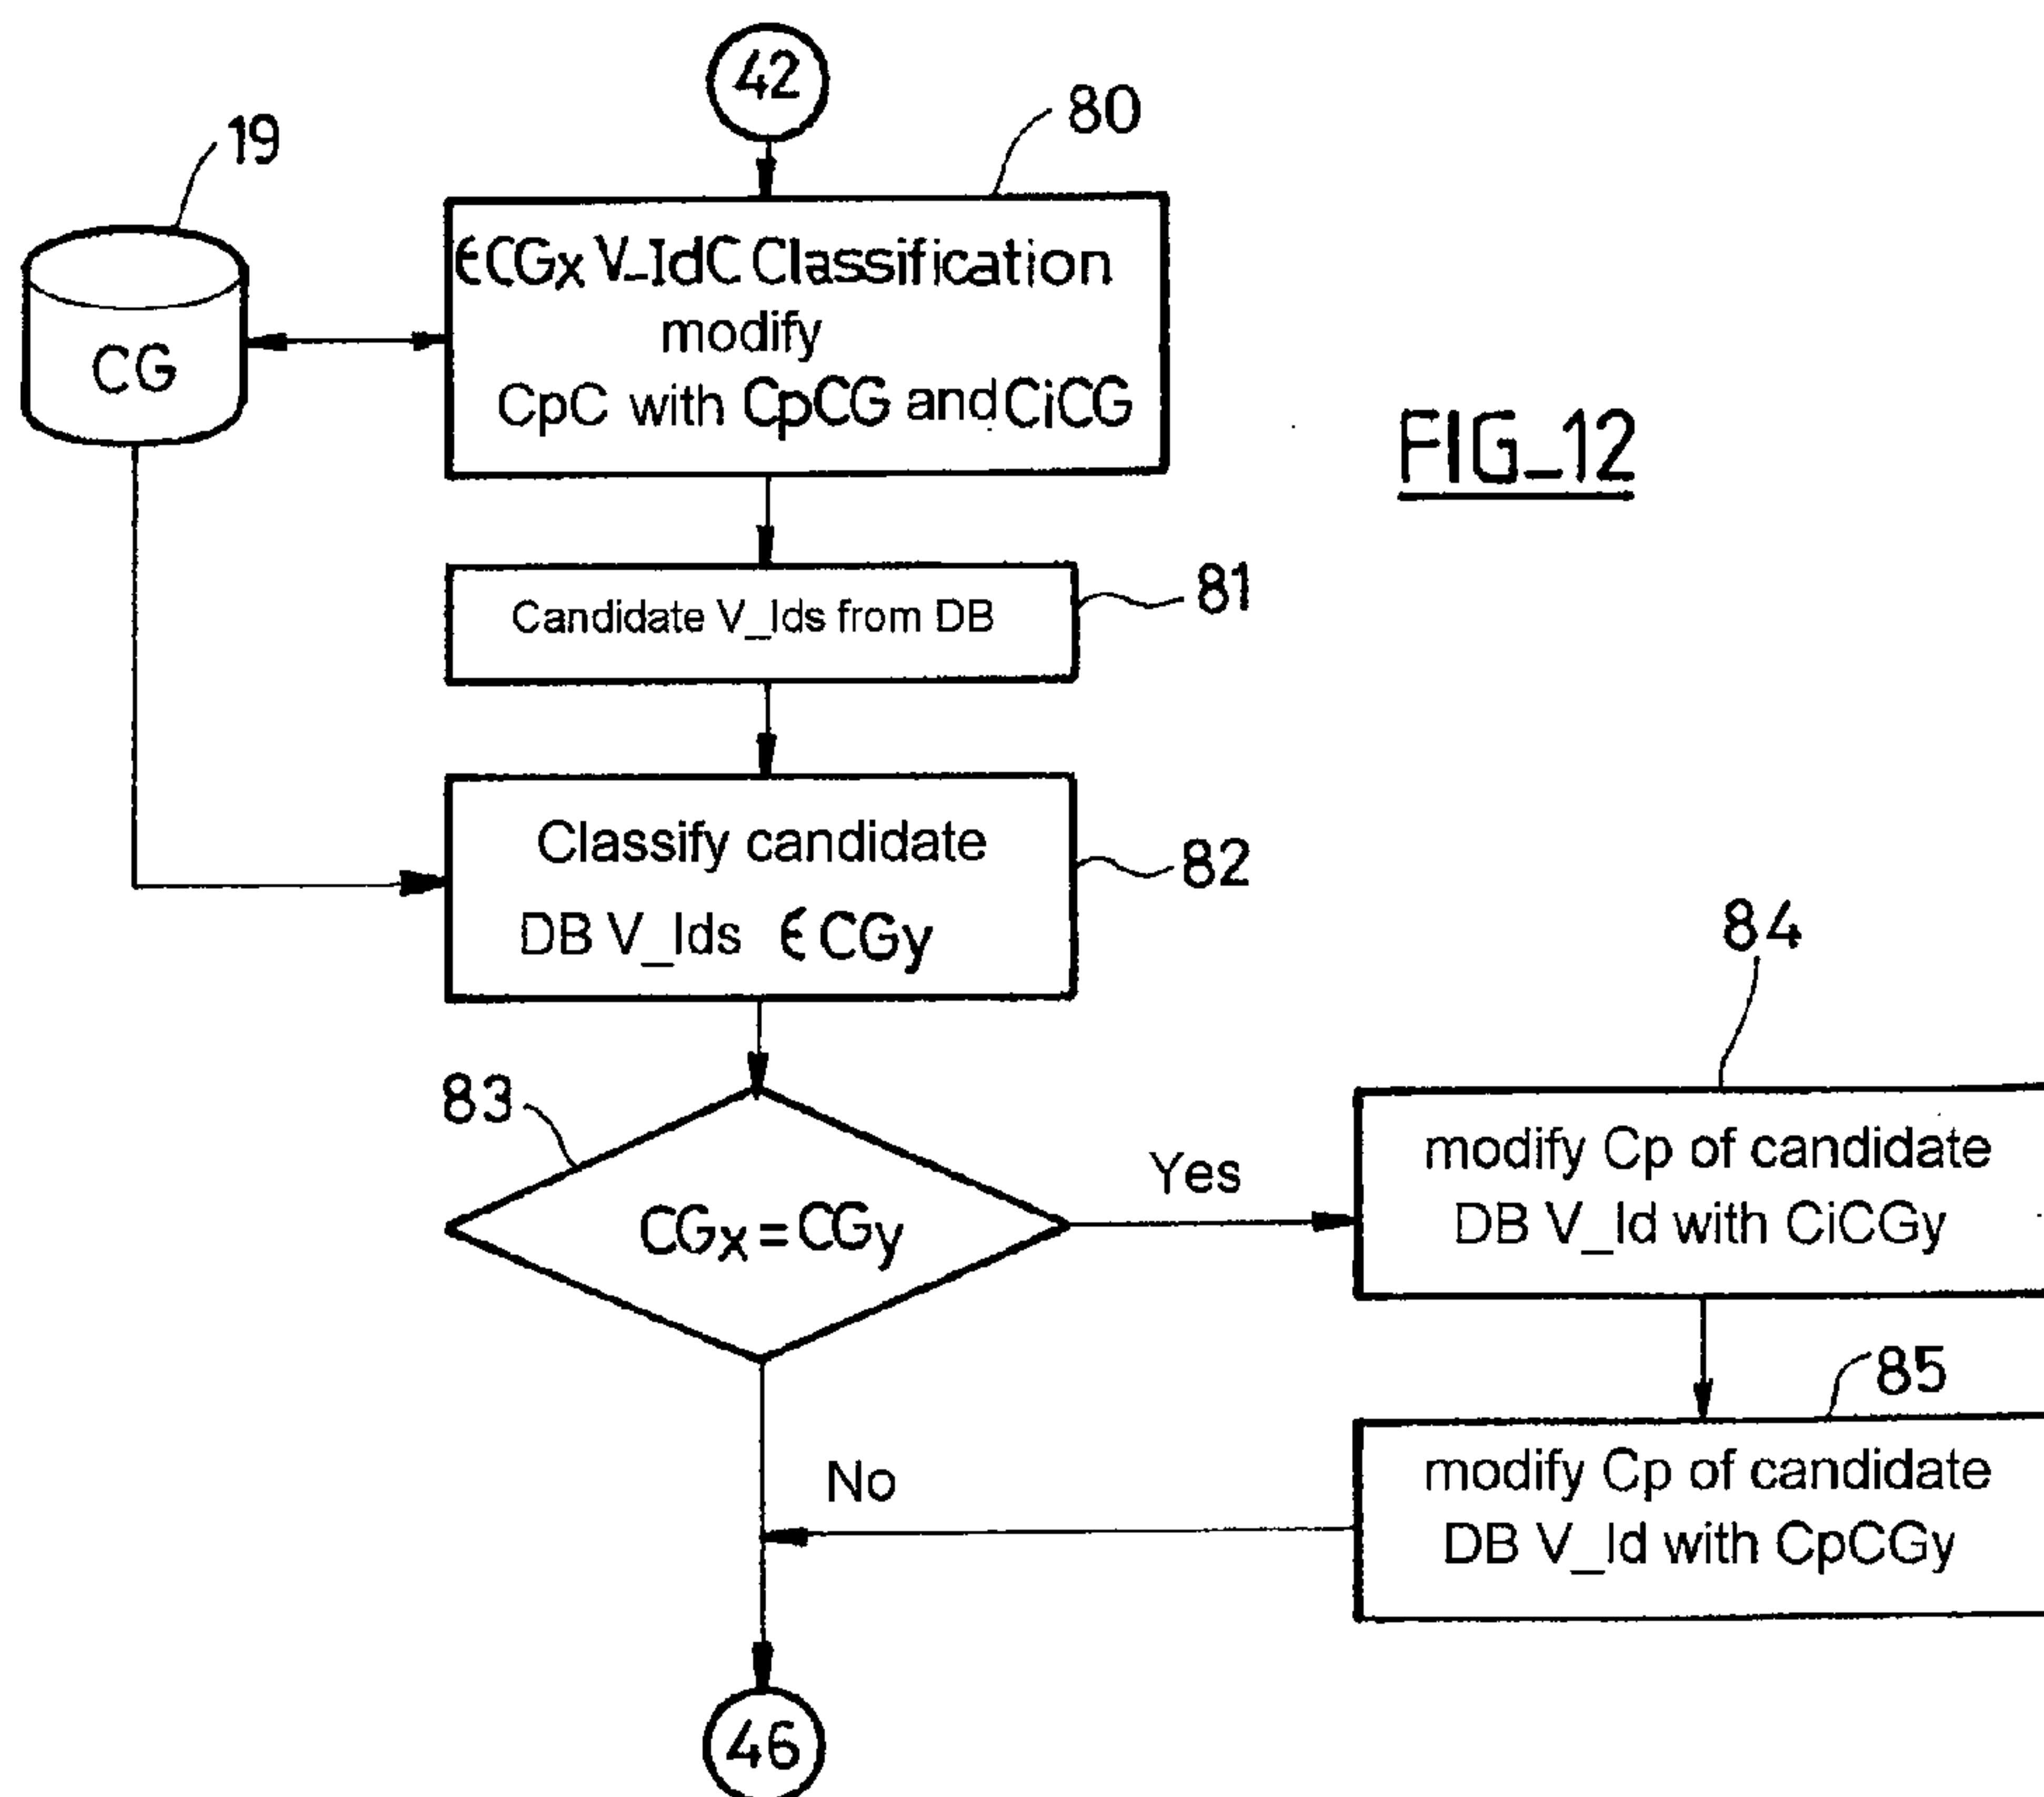 42
80
19
ϵCGx V_IdC Classification
modify
CpC with CpCG and CiCG
CG
FIG_12
Candidate V_Ids from DB
81
Classify candidate
DB V_Ids ϵ CGy
82
84
83
CGx = CGy
Yes
modify Cp of candidate
DB V_Id with CiCGy
85
No
modify Cp of candidate
DB V_Id with CpCGy
46